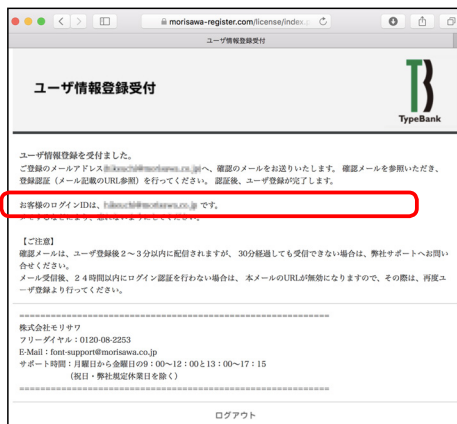 morisawa-register.com/license/index.c
ユーザ情報登録受付
ユーザ情報登録受付
TypeBank
ユーザ情報登録を受付ました。
ご登録のメールアドレス へ、確認のメールをお送りいたします。 確認メールを参照いただき、
登録認証（メール記載のURL参照）を行ってください。 認証後、ユーザ登録が完了します。
お客様のログインIDは、 です。
【ご注意】
確認メールは、ユーザ登録後２～３分以内に配信されますが、 30分経過しても受信できない場合は、弊社サポートへお問い
合せください。
メール受信後、２４時間以内にログイン認証を行わない場合は、 本メールのURLが無効になりますので、その際は、再度ユ
ーザ登録より行ってください。
==============================================================
株式会社モリサワ
フリーダイヤル：0120-08-2253
E-Mail : font-support@morisawa.co.jp
サポート時間：月曜日から金曜日の9：00〜12：00と13：00〜17：15
（祝日・弊社規定休業日を除く）
==============================================================
ログアウト